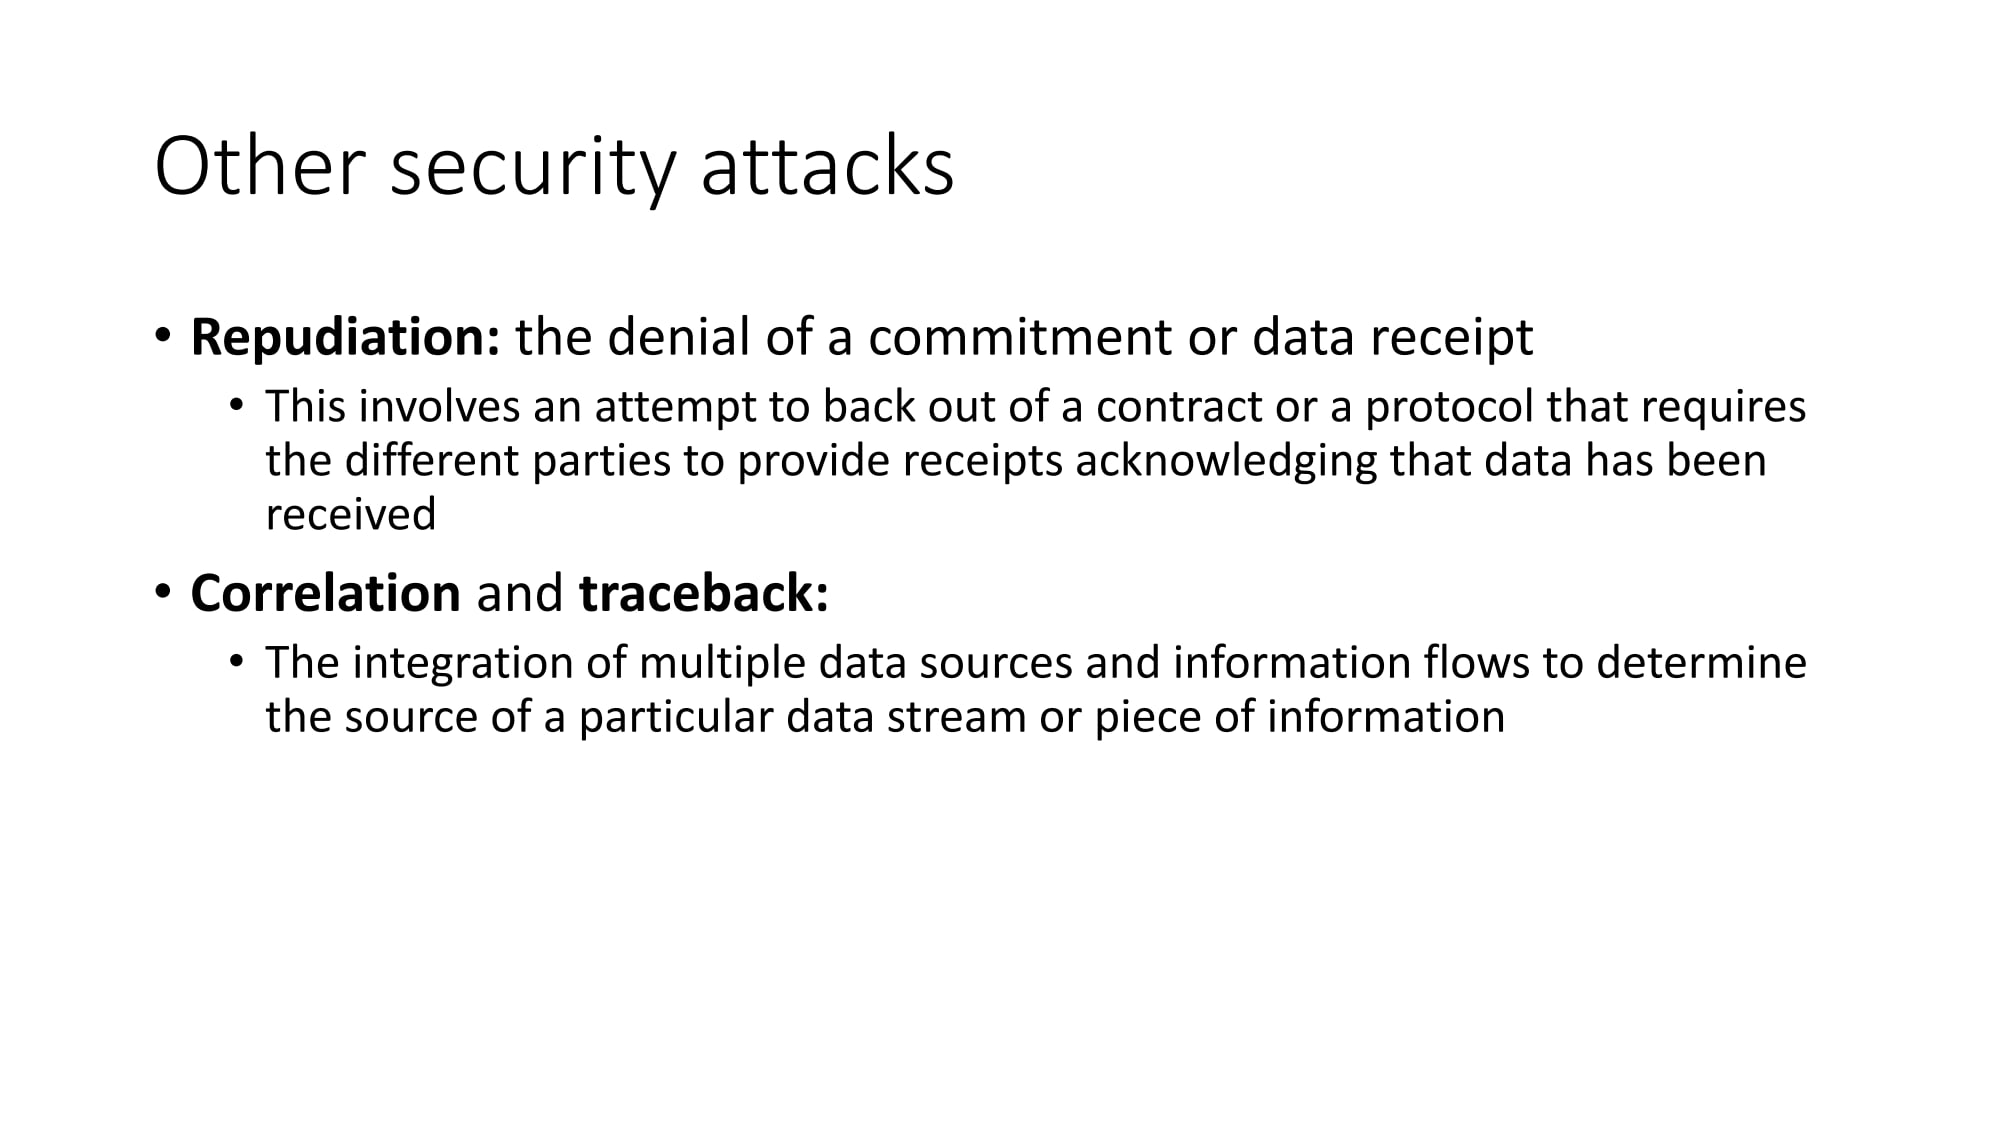 Other security attacks
• Repudiation: the denial of a commitment or data receipt
• This involves an attempt to back out of a contract or a protocol that requires
the different parties to provide receipts acknowledging that data has been
received
• Correlation and traceback:
• The integration of multiple data sources and information flows to determine
the source of a particular data stream or piece of information